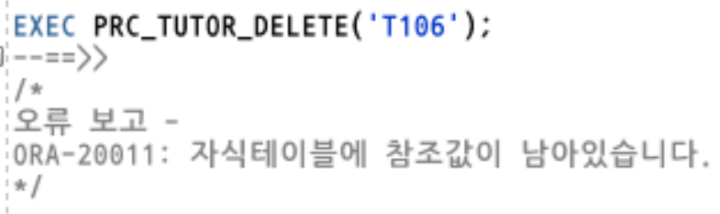 EXEC PRC_TUTOR_DELETE('T106');
--==>>
/*
오류 보고 -
ORA-20011: 자식테이블에 참조값이 남아있습니다.
*/